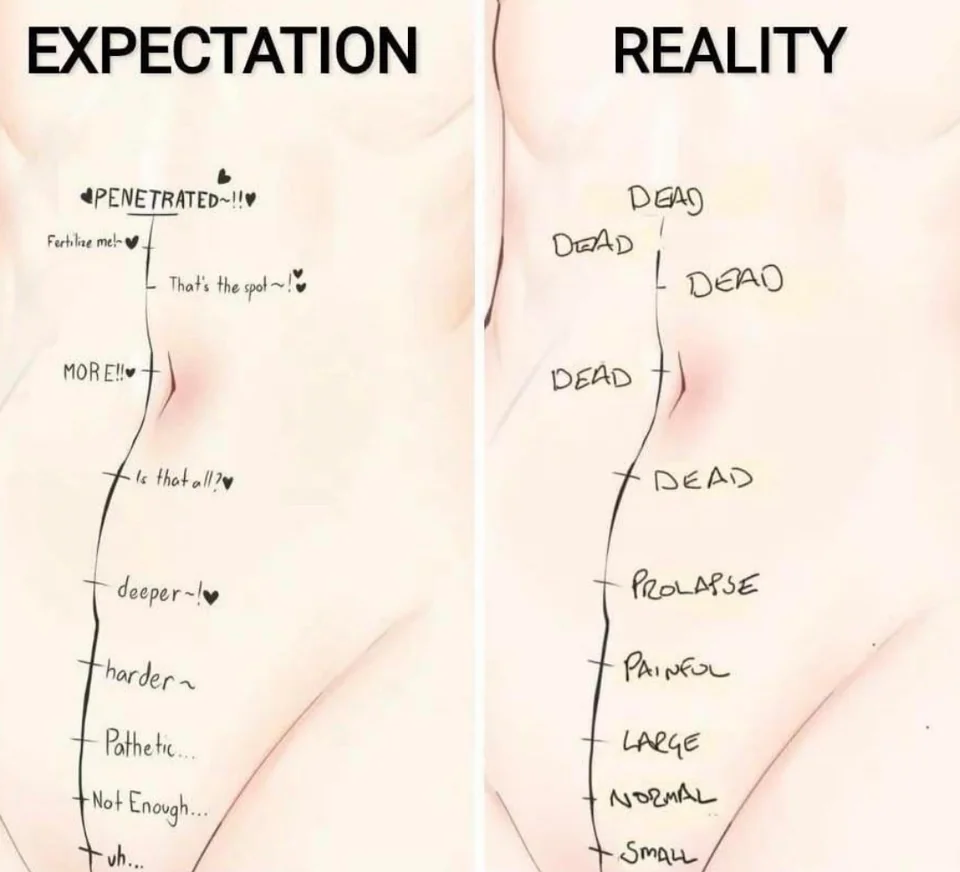 EXPECTATION
♥PENETRATED~!!♥
Fertilize me!~♥
That's the spot~!♥
MORE!!♥
Is that all?♥
deeper~!♥
harder~
Pathetic...
Not Enough...
uh...
REALITY
DEAD
DEAD
DEAD
DEAD
DEAD
PROLAPSE
PAINFUL
LARGE
NORMAL
SMALL